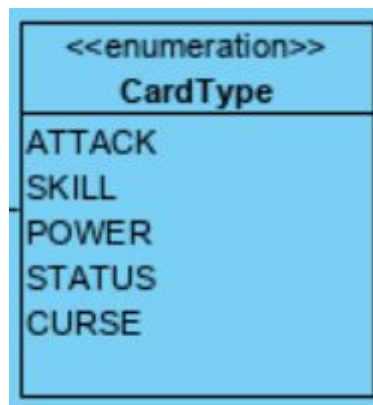 <<enumeration>>
CardType
ATTACK
SKILL
POWER
STATUS
CURSE